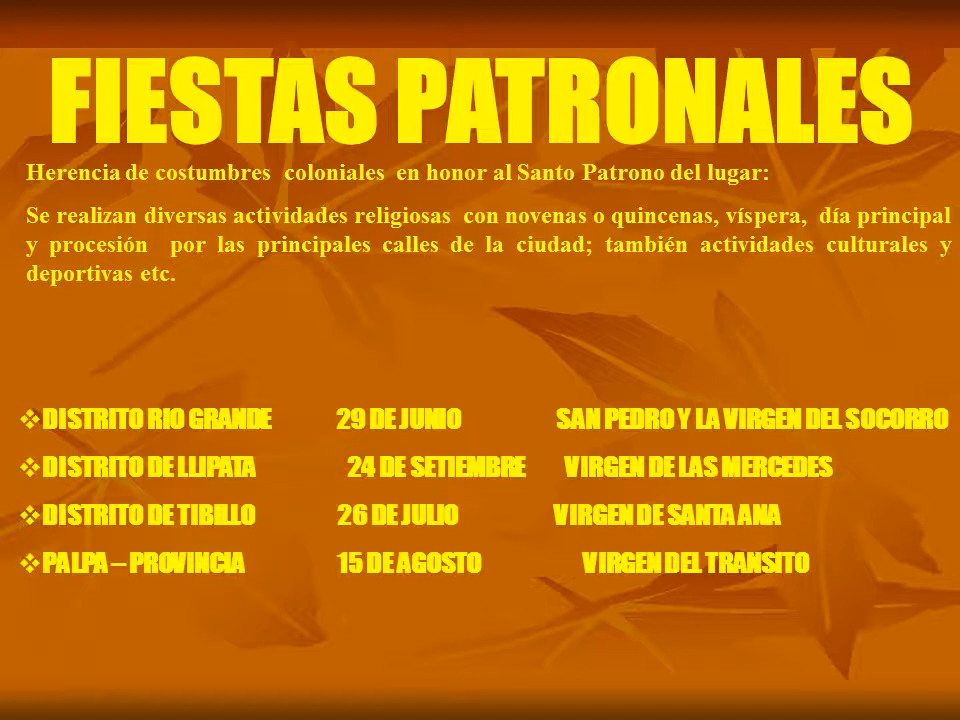 FIESTAS PATRONALES
Herencia de costumbres coloniales en honor al Santo Patrono del lugar:
Se realizan diversas actividades religiosas con novenas o quincenas, víspera, día principal
y procesión por las principales calles de la ciudad; también actividades culturales y
deportivas etc.
❖DISTRITO RIO GRANDE 29 DE JUNIO SAN PEDRO Y LA VIRGEN DEL SOCORRO
❖DISTRITO DE LLIPATA 24 DE SETIEMBRE VIRGEN DE LAS MERCEDES
❖DISTRITO DE TIBILLO 26 DE JULIO VIRGEN DE SANTA ANA
❖PALPA – PROVINCIA 15 DE AGOSTO VIRGEN DEL TRANSITO